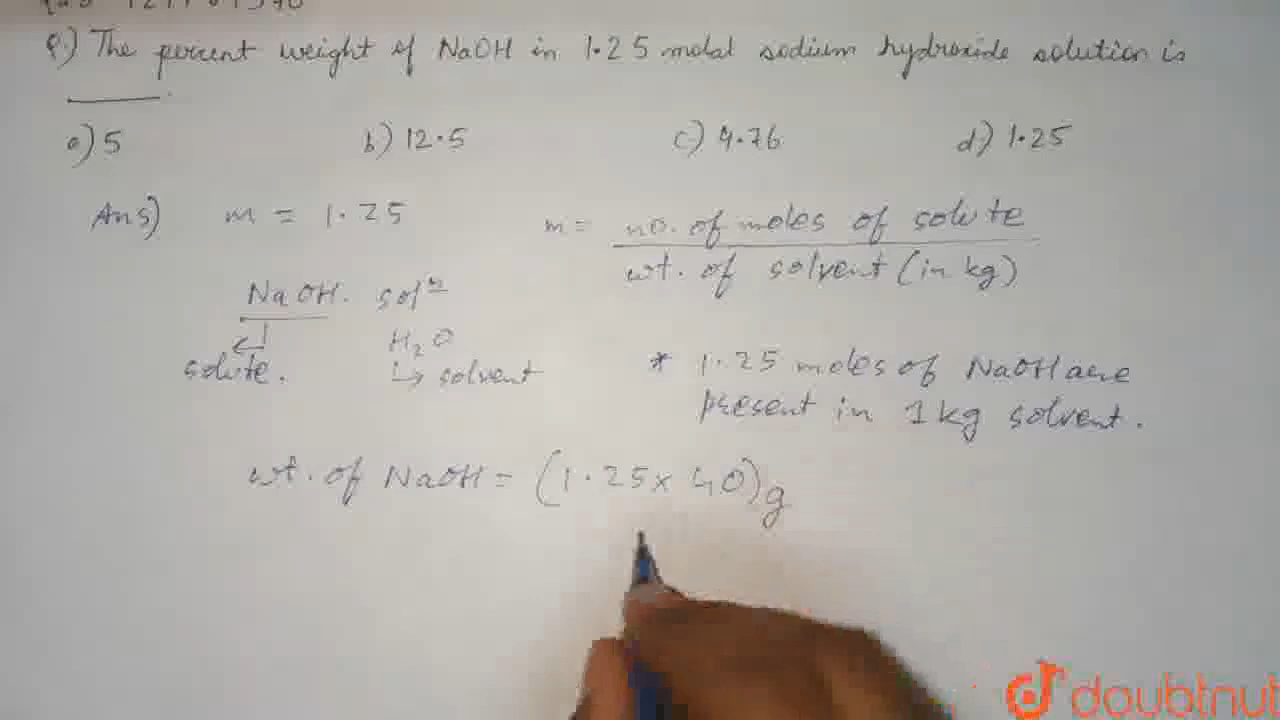 Q.) The percent weight of NaOH in 1.25 molal sodium hydroxide solution is
________.
a) 5 b) 12.5 c) 4.76 d) 1.25
Ans) m = 1.25 m = no. of moles of solute
wt. of solvent (in kg)
NaOH. solⁿ
H₂O
solute. ↳ solvent
* 1.25 moles of NaOH are
present in 1 kg solvent.
wt. of NaOH = (1.25 x 40) g
doubtnut